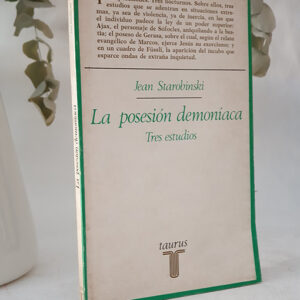 Tres nocturnos. Sobre ellos, tres
estudios que se adentran en situaciones extre-
mas, ya sea de violencia, ya de inercia, en las que
el individuo padece la ley de un poder superior:
Ajax, el personaje de Sófocles, aniquilando a la bes-
tia; el poseso de Gerasa, sobre el cual, según el relato
evangélico de Marcos, ejerce Jesús su exorcismo; y
en un cuadro de Füssli, la aparición del íncubo que
esparce ondas de extraña inquietud.
Jean Starobinski
La posesión demoníaca
Tres estudios
taurus
La posesión demoníaca